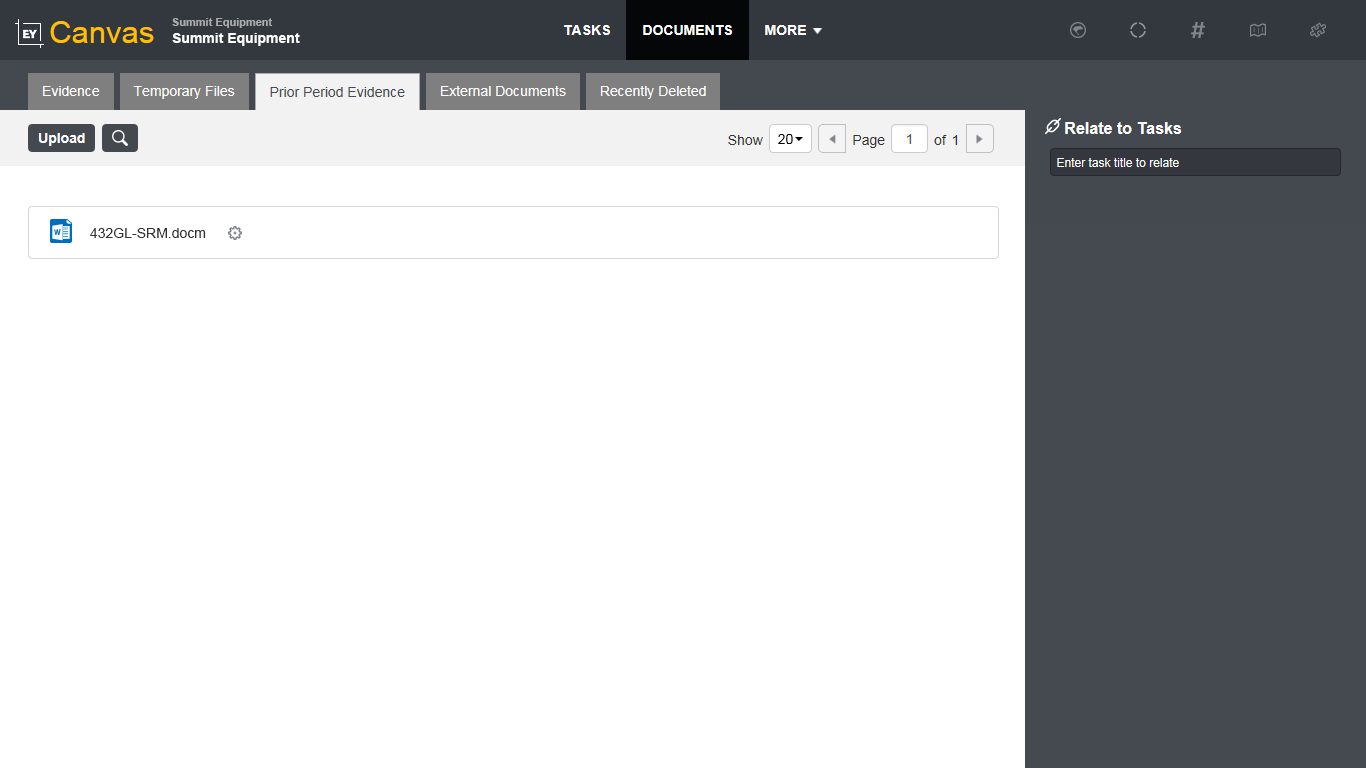 EY Canvas
Summit Equipment
Summit Equipment
TASKS DOCUMENTS MORE
Evidence Temporary Files Prior Period Evidence External Documents Recently Deleted
Upload Show 20 Page 1 of 1
Relate to Tasks
Enter task title to relate
W 432GL-SRM.docm